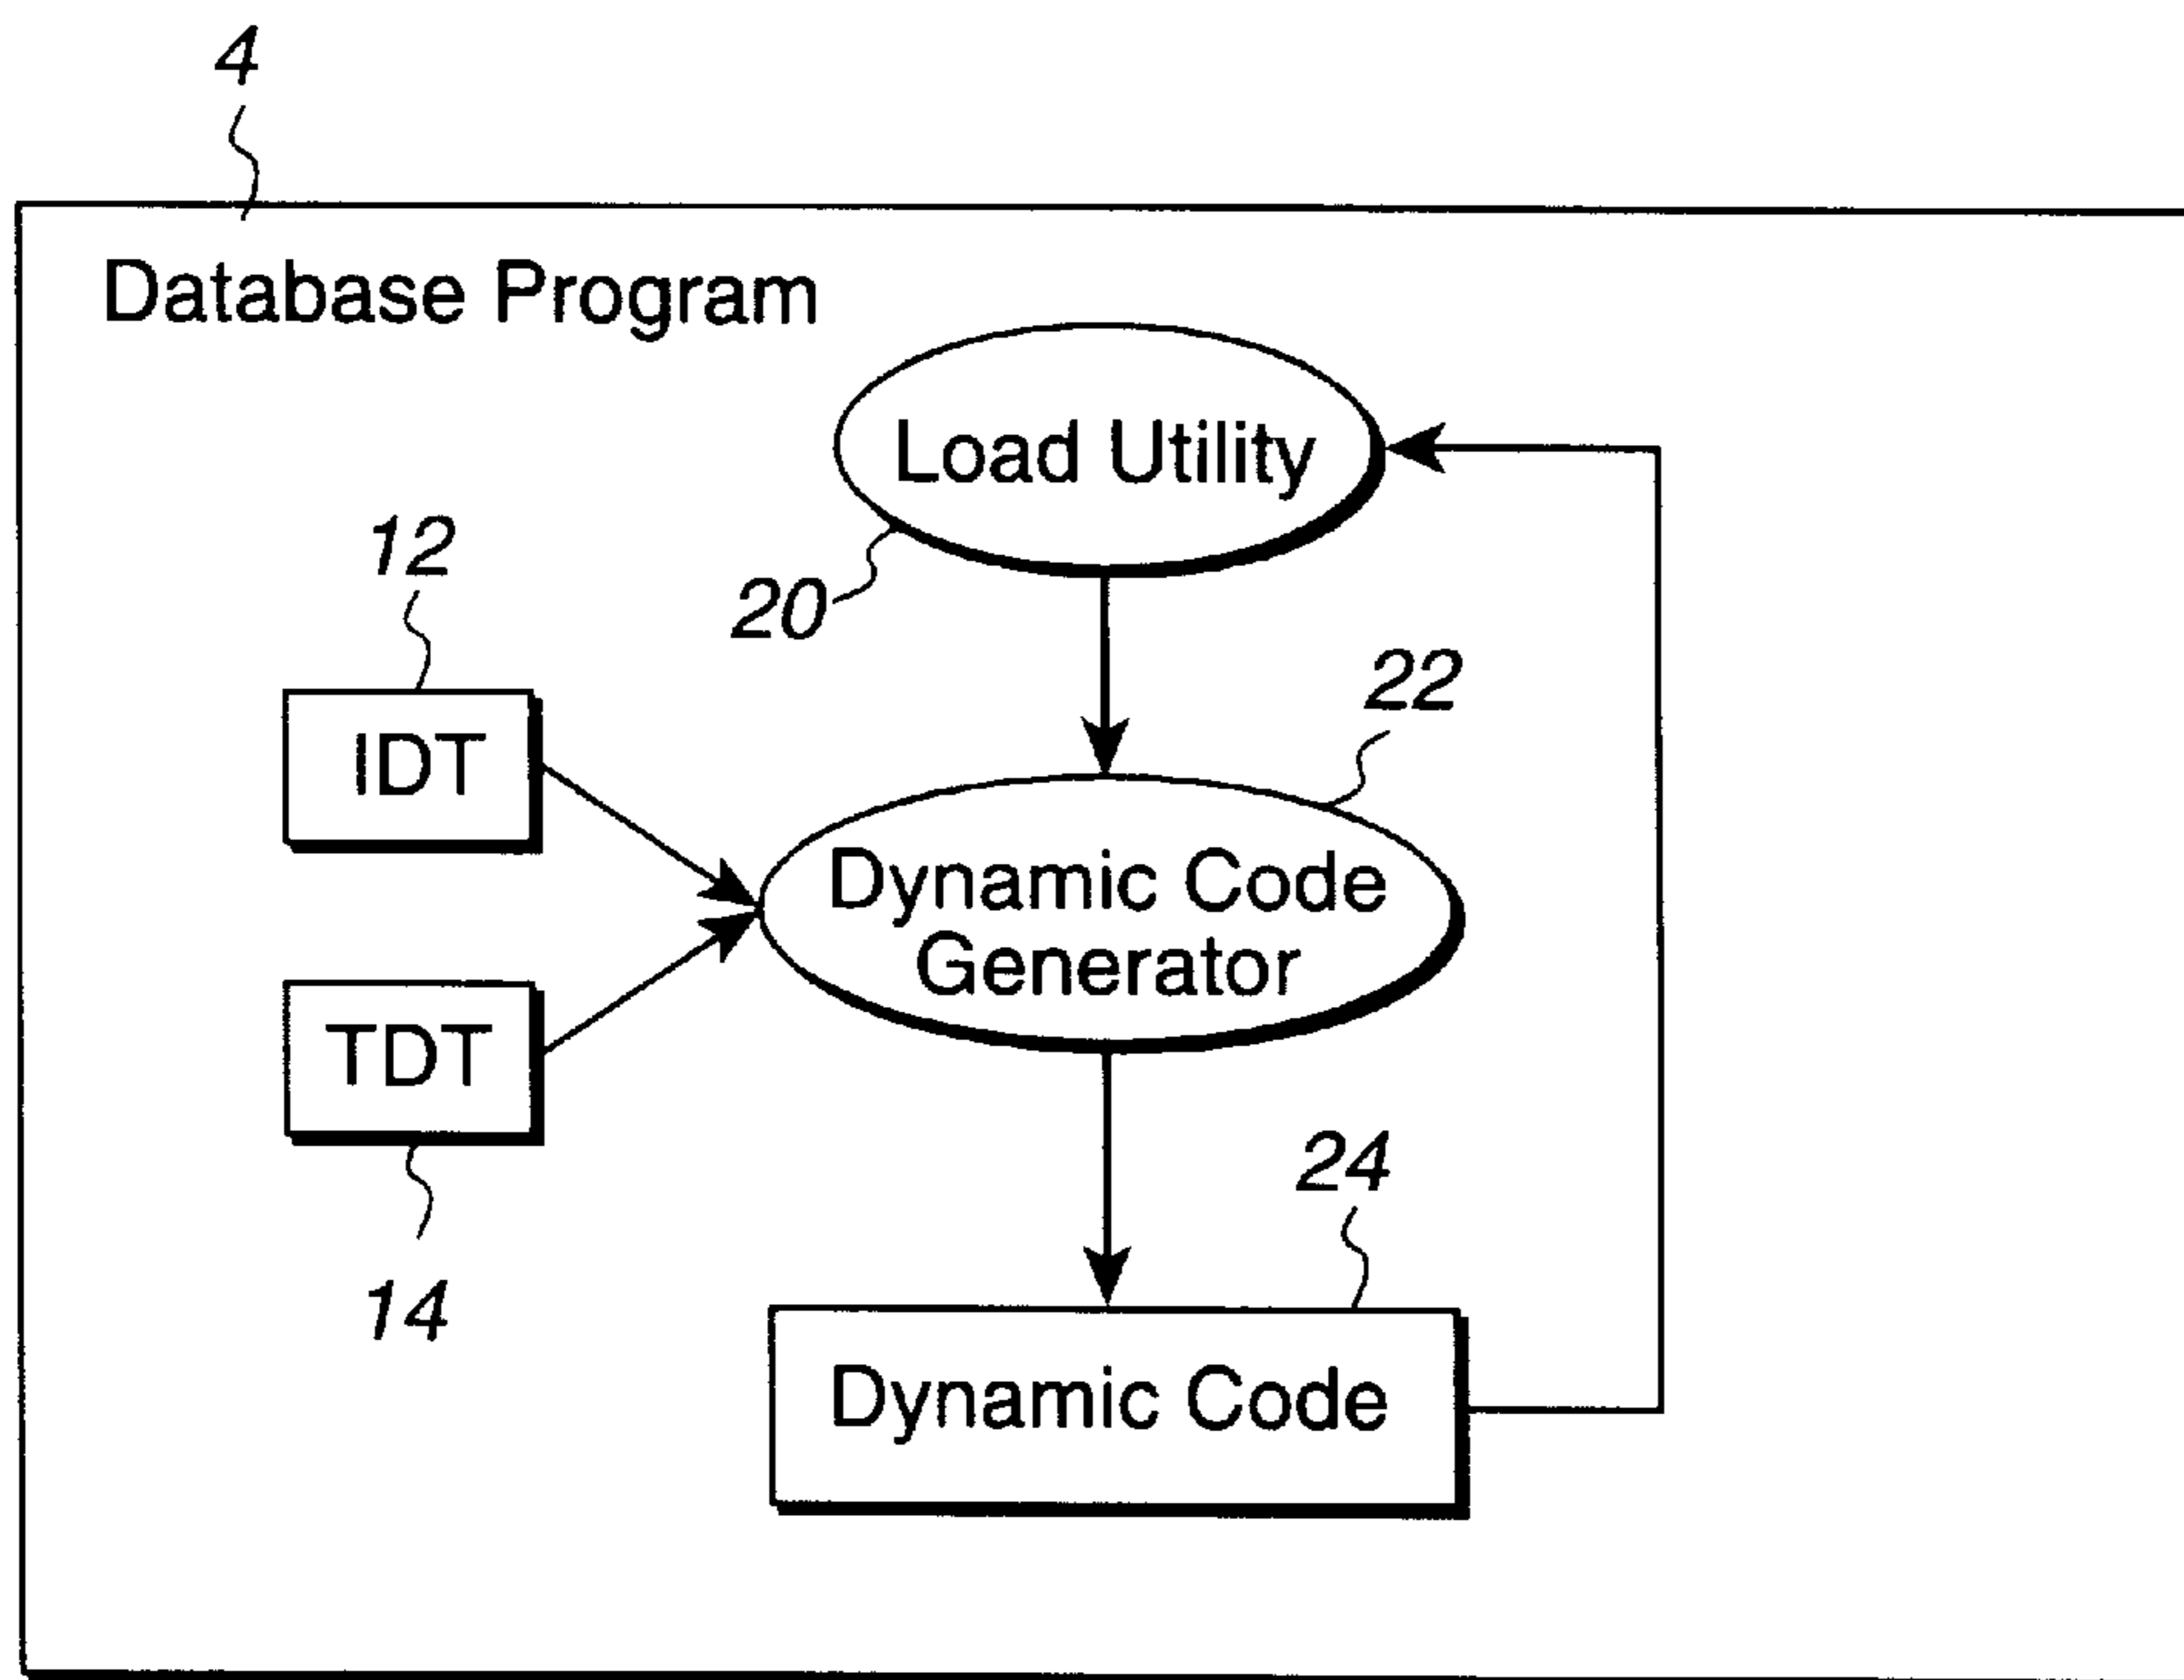 4
Database Program
Load Utility
12
20
22
IDT
Dynamic Code
Generator
TDT
24
14
Dynamic Code